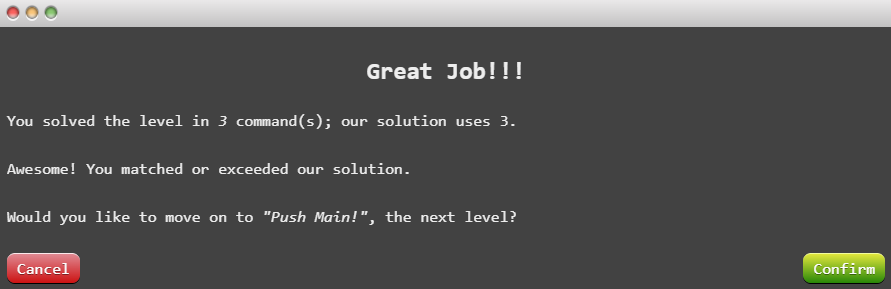 Great Job!!!
You solved the level in 3 command(s); our solution uses 3.
Awesome! You matched or exceeded our solution.
Would you like to move on to "Push Main!", the next level?
Cancel
Confirm